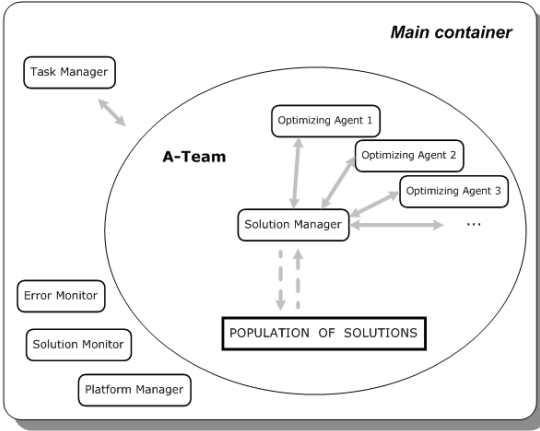 Main container
Task Manager
Optimizing Agent 1
A-Team
Optimizing Agent 2
Optimizing Agent 3
Solution Manager
...
Error Monitor
POPULATION OF SOLUTIONS
Solution Monitor
Platform Manager